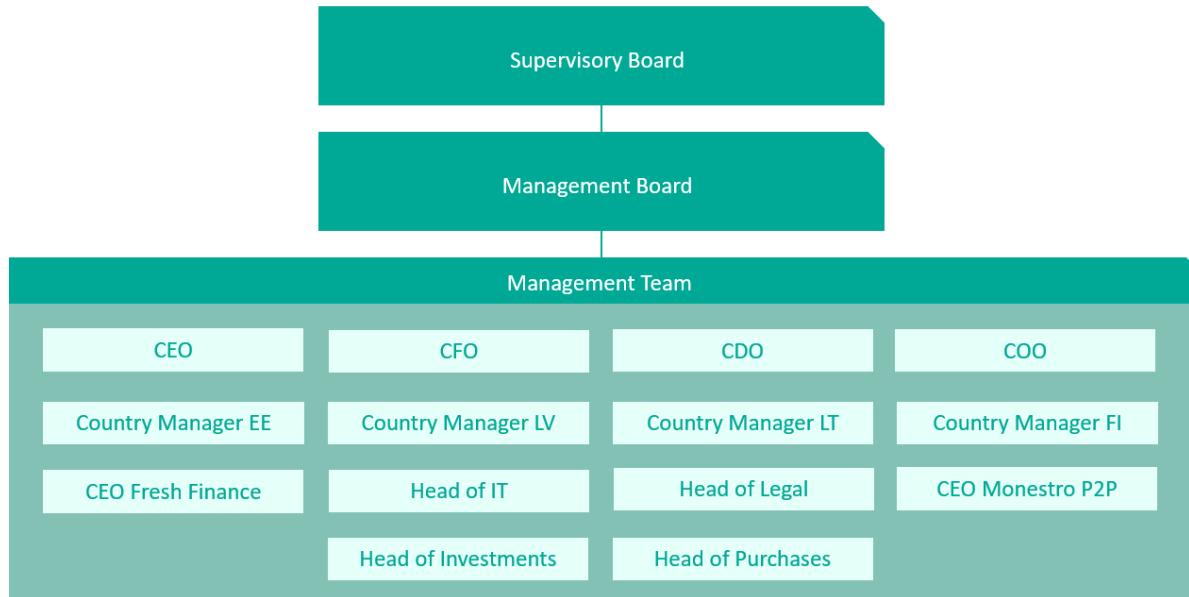 Supervisory Board
Management Board
Management Team
CEO
CFO
CDO
COO
Country Manager EE
Country Manager LV
Country Manager LT
Country Manager FI
CEO Fresh Finance
Head of IT
Head of Legal
CEO Monestro P2P
Head of Investments
Head of Purchases